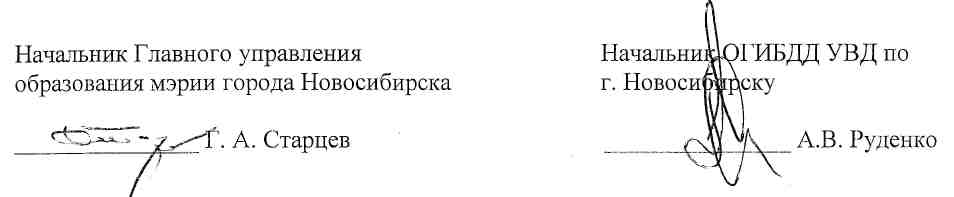 Начальник Главного управления
образования мэрии города Новосибирска
Г. А. Старцев
Начальник ОГИБДД УВД по
г. Новосибирску
А.В. Руденко